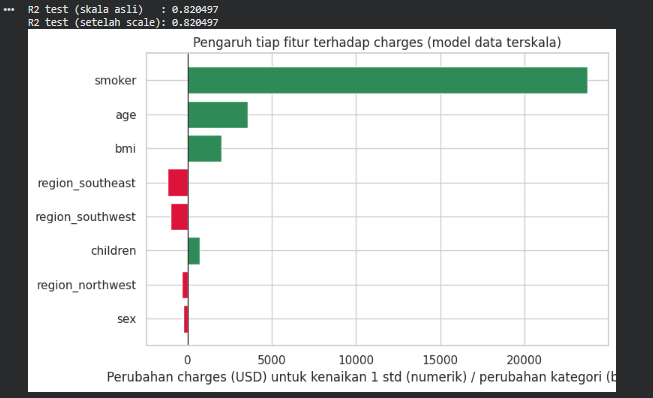 R2 test (skala asli)   : 0.820497
R2 test (setelah scale): 0.820497
Pengaruh tiap fitur terhadap charges (model data terskala)
smoker
age
bmi
region_southeast
region_southwest
children
region_northwest
sex
0 5000 10000 15000 20000
Perubahan charges (USD) untuk kenaikan 1 std (numerik) / perubahan kategori (b